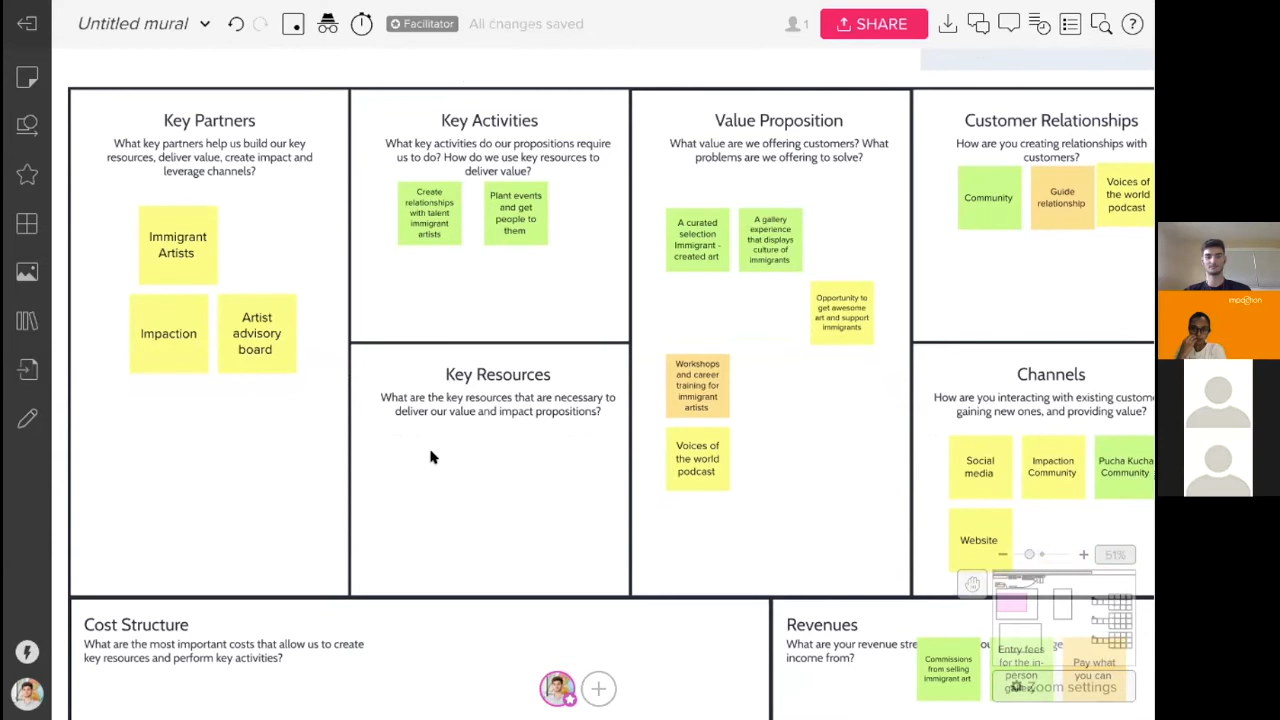 Untitled mural
Facilitator
All changes saved
1
SHARE
?
Key Partners
What key partners help us build our key
resources, deliver value, create impact and
leverage channels?
Immigrant
Artists
Impaction
Artist
advisory
board
Key Activities
What key activities do our propositions require
us to do? How do we use key resources to
deliver value?
Create
relationships
with talent
immigrant
artists
Plant events
and get
people to
them
Key Resources
What are the key resources that are necessary to
deliver our value and impact propositions?
Value Proposition
What value are we offering customers? What
problems are we offering to solve?
A curated
selection
Immigrant -
created art
A gallery
experience
that displays
culture of
immigrants
Opportunity to
get awesome
art and support
immigrants
Workshops
and career
training for
immigrant
artists
Voices of
the world
podcast
Customer Relationships
How are you creating relationships with
customers?
Community
Guide
relationship
Voices of
the world
podcast
Channels
How are you interacting with existing custome
gaining new ones, and providing value?
Social
media
Impaction
Community
Pucha Kucha
Community
Website
51%
Cost Structure
What are the most important costs that allow us to create
key resources and perform key activities?
Revenues
What are your revenue stre
income from?
Commissions
from selling
immigrant art
Entry fees
for the in-
person
Pay what
you can
Zoom settings
mpaction